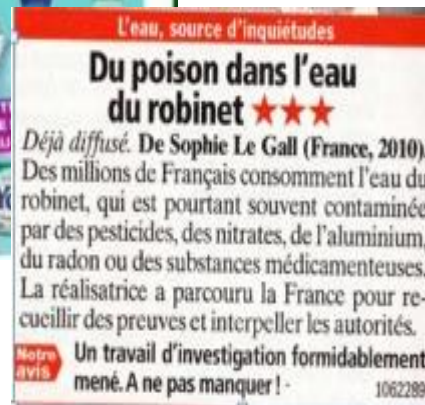 L'eau, source d'inquiétudes
Du poison dans l'eau
du robinet ★★★
Déjà diffusé. De Sophie Le Gall (France, 2010).
Des millions de Français consomment l'eau du
robinet, qui est pourtant souvent contaminée
par des pesticides, des nitrates, de l'aluminium,
du radon ou des substances médicamenteuses.
La réalisatrice a parcouru la France pour re-
cueillir des preuves et interpeller les autorités.
Notre
avis
Un travail d'investigation formidablement
mené. A ne pas manquer ! -
1062289